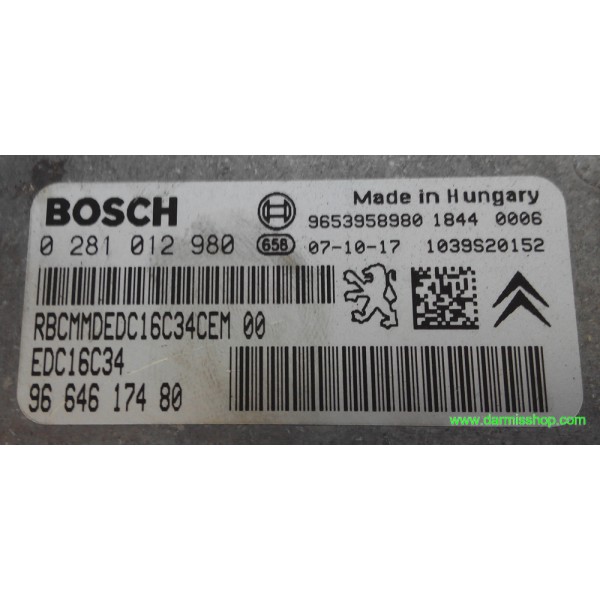 BOSCH
Made in Hungary
9653958980 1844 0006
0 281 012 980
658
07-10-17 1039S20152
RBCMMDEDC16C34CEM 00
EDC16C34
96 646 174 80
www.darmisshop.com